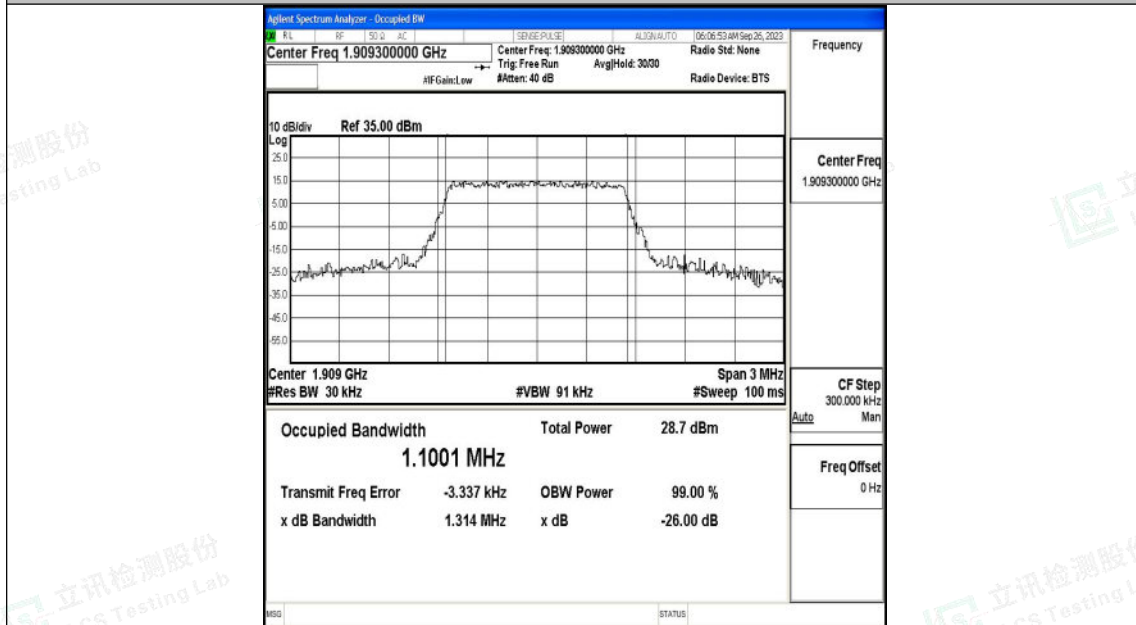 Agilent Spectrum Analyzer - Occupied BW
RL RF 50 Ω AC SENSE:PULSE ALIGNAUTO 06:06:53 AM Sep 26, 2023
Center Freq 1.909300000 GHz
Center Freq: 1.909300000 GHz
Radio Std: None
Trig: Free Run Avg|Hold: 30/30
#IFGain:Low
#Atten: 40 dB
Radio Device: BTS
10 dB/div Ref 35.00 dBm
Log
25.0
15.0
5.00
-5.00
-15.0
-25.0
-35.0
-45.0
-55.0
Center 1.909 GHz Span 3 MHz
#Res BW 30 kHz #VBW 91 kHz #Sweep 100 ms
Occupied Bandwidth Total Power 28.7 dBm
1.1001 MHz
Transmit Freq Error -3.337 kHz OBW Power 99.00 %
x dB Bandwidth 1.314 MHz x dB -26.00 dB
MSG STATUS
Frequency
Center Freq
1.909300000 GHz
CF Step
300.000 kHz
Auto Man
Freq Offset
0 Hz
立讯检测股份
LCS Testing Lab